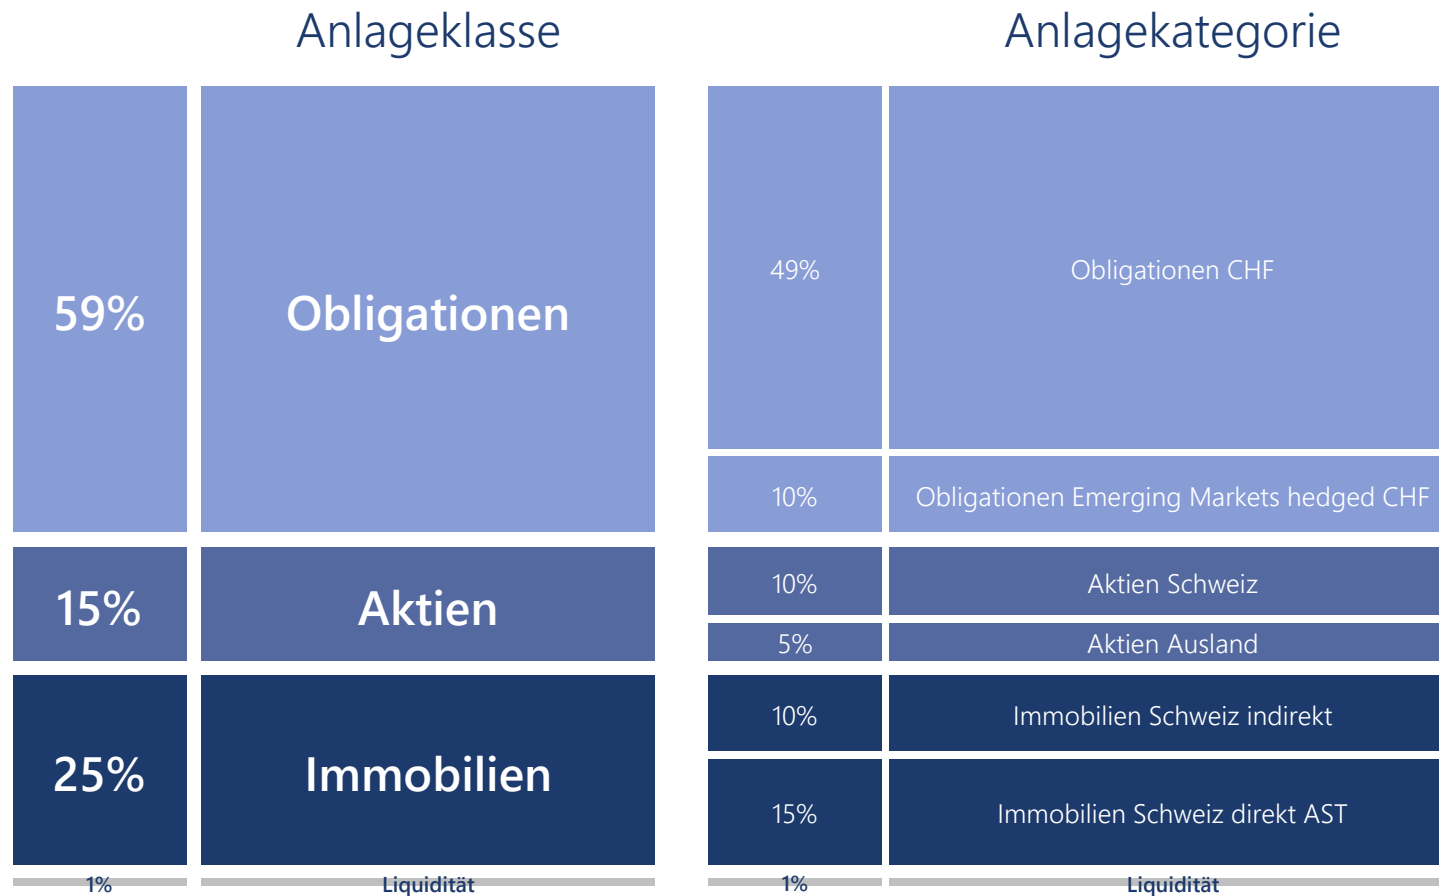 Anlageklasse
59% Obligationen
15% Aktien
25% Immobilien
1% Liquidität
Anlagekategorie
49% Obligationen CHF
10% Obligationen Emerging Markets hedged CHF
10% Aktien Schweiz
5% Aktien Ausland
10% Immobilien Schweiz indirekt
15% Immobilien Schweiz direkt AST
1% Liquidität